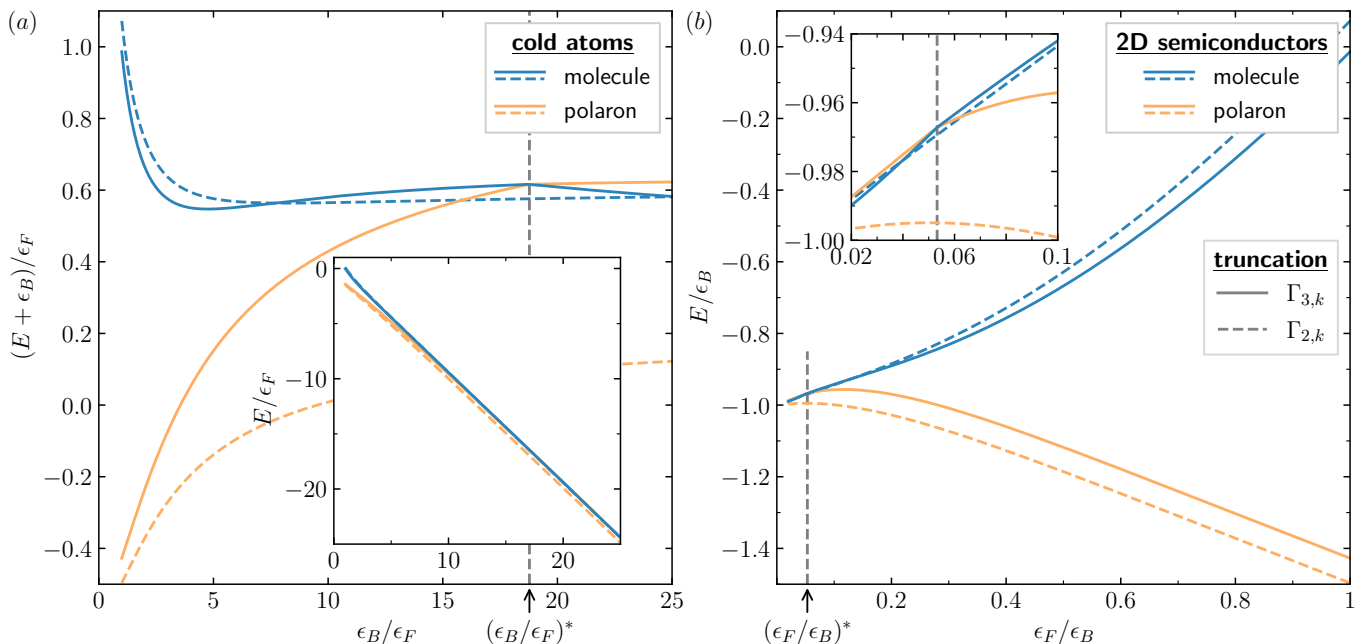 (a)
cold atoms
molecule
polaron
1.0
0.8
0.6
0.4
0.2
0.0
−0.2
−0.4
(E + ϵ_B)/ϵ_F
0
5
10
15
20
25
ϵ_B/ϵ_F
(ϵ_B/ϵ_F)*
0
−10
−20
E/ϵ_F
0
10
20
(b)
2D semiconductors
molecule
polaron
truncation
Γ_{3,k}
Γ_{2,k}
0.0
−0.2
−0.4
−0.6
−0.8
−1.0
−1.2
−1.4
E/ϵ_B
−0.94
−0.96
−0.98
−1.00
0.02
0.06
0.1
0.2
0.4
0.6
0.8
1
(ϵ_F/ϵ_B)*
ϵ_F/ϵ_B